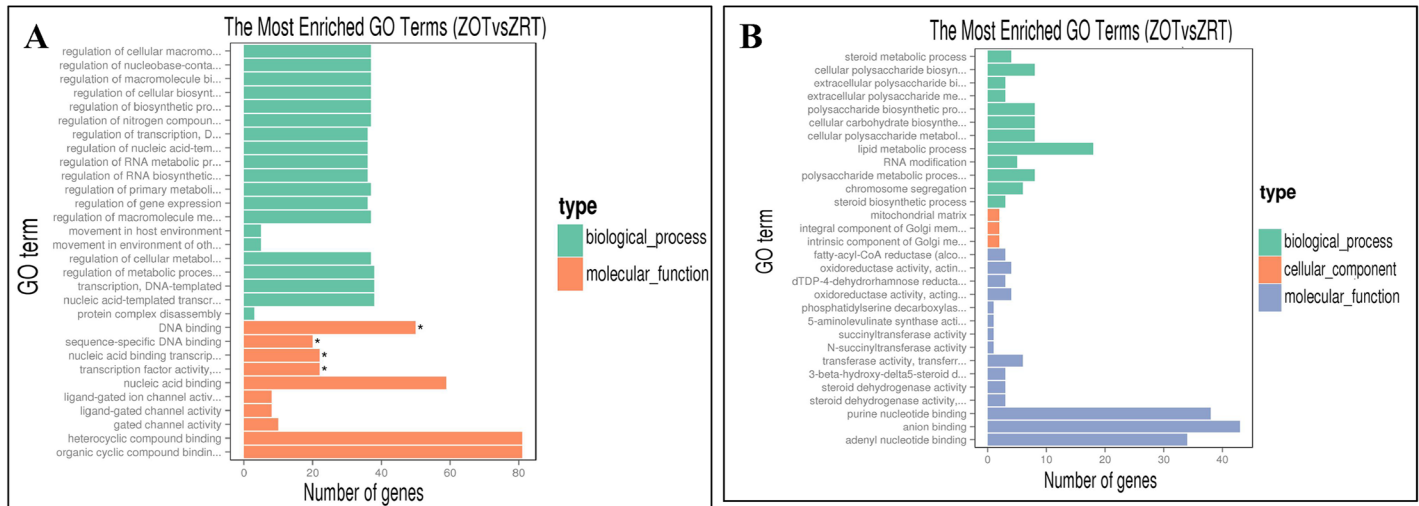 A
The Most Enriched GO Terms (ZOTvsZRT)
regulation of cellular macromo...
regulation of nucleobase-conta...
regulation of macromolecule bi...
regulation of cellular biosynt...
regulation of biosynthetic pro...
regulation of nitrogen compoun...
regulation of transcription, D...
regulation of nucleic acid-tem...
regulation of RNA metabolic pr...
regulation of RNA biosynthetic...
regulation of primary metaboli...
regulation of gene expression
regulation of macromolecule me...
movement in host environment
movement in environment of oth...
regulation of cellular metabol...
regulation of metabolic proces...
transcription, DNA-templated
nucleic acid-templated transcr...
protein complex disassembly
DNA binding
*
sequence-specific DNA binding
*
nucleic acid binding transcrip...
*
transcription factor activity,...
*
nucleic acid binding
ligand-gated ion channel activ...
ligand-gated channel activity
gated channel activity
heterocyclic compound binding
organic cyclic compound bindin...
GO term
0 20 40 60 80
Number of genes
type
biological_process
molecular_function
B
The Most Enriched GO Terms (ZOTvsZRT)
steroid metabolic process
cellular polysaccharide biosyn...
extracellular polysaccharide bi...
extracellular polysaccharide me...
polysaccharide biosynthetic pro...
cellular carbohydrate biosynthe...
cellular polysaccharide metabol...
lipid metabolic process
RNA modification
polysaccharide metabolic proces...
chromosome segregation
steroid biosynthetic process
mitochondrial matrix
integral component of Golgi mem...
intrinsic component of Golgi me...
fatty-acyl-CoA reductase (alco...
oxidoreductase activity, actin...
dTDP-4-dehydrorhamnose reducta...
oxidoreductase activity, acting...
phosphatidylserine decarboxylas...
5-aminolevulinate synthase acti...
succinyltransferase activity
N-succinyltransferase activity
transferase activity, transferr...
3-beta-hydroxy-delta5-steroid d...
steroid dehydrogenase activity
steroid dehydrogenase activity,...
purine nucleotide binding
anion binding
adenyl nucleotide binding
GO term
0 10 20 30 40
Number of genes
type
biological_process
cellular_component
molecular_function